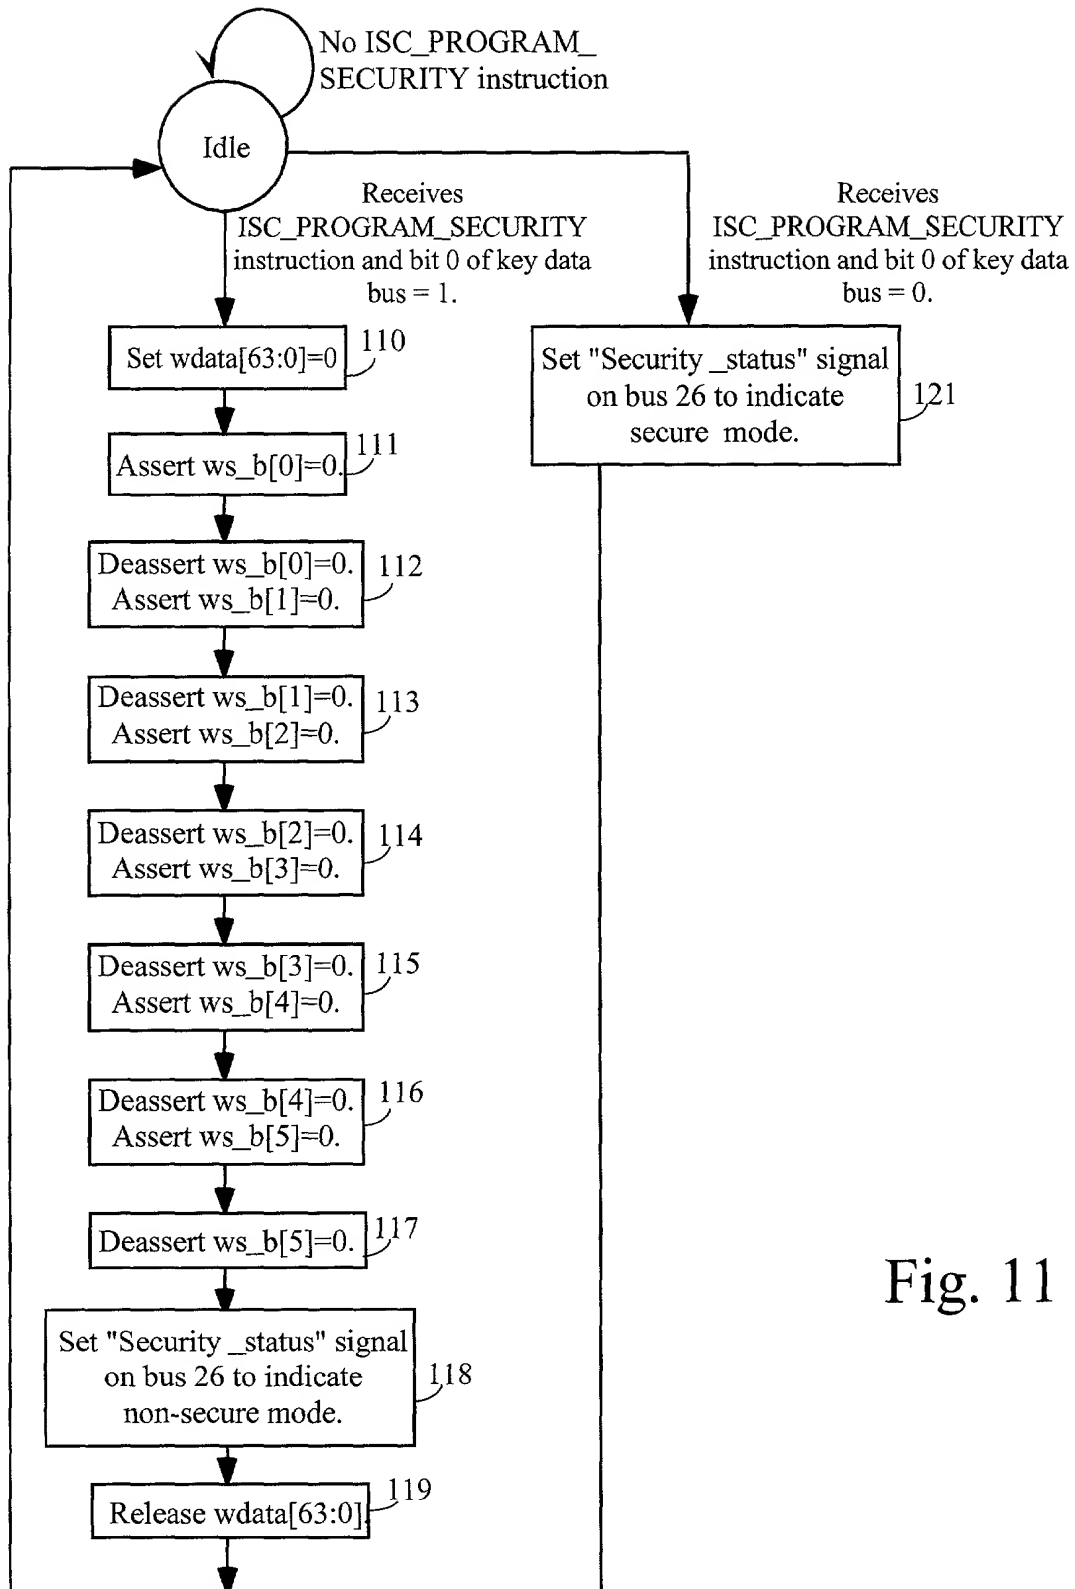 No ISC_PROGRAM_
SECURITY instruction
Idle
Receives
ISC_PROGRAM_SECURITY
instruction and bit 0 of key data
bus = 1.
Receives
ISC_PROGRAM_SECURITY
instruction and bit 0 of key data
bus = 0.
Set wdata[63:0]=0
110
Set "Security _status" signal
on bus 26 to indicate
secure mode.
121
Assert ws_b[0]=0.
111
Deassert ws_b[0]=0.
Assert ws_b[1]=0.
112
Deassert ws_b[1]=0.
Assert ws_b[2]=0.
113
Deassert ws_b[2]=0.
Assert ws_b[3]=0.
114
Deassert ws_b[3]=0.
Assert ws_b[4]=0.
115
Deassert ws_b[4]=0.
Assert ws_b[5]=0.
116
Deassert ws_b[5]=0.
117
Set "Security _status" signal
on bus 26 to indicate
non-secure mode.
118
Release wdata[63:0].
119
Fig. 11